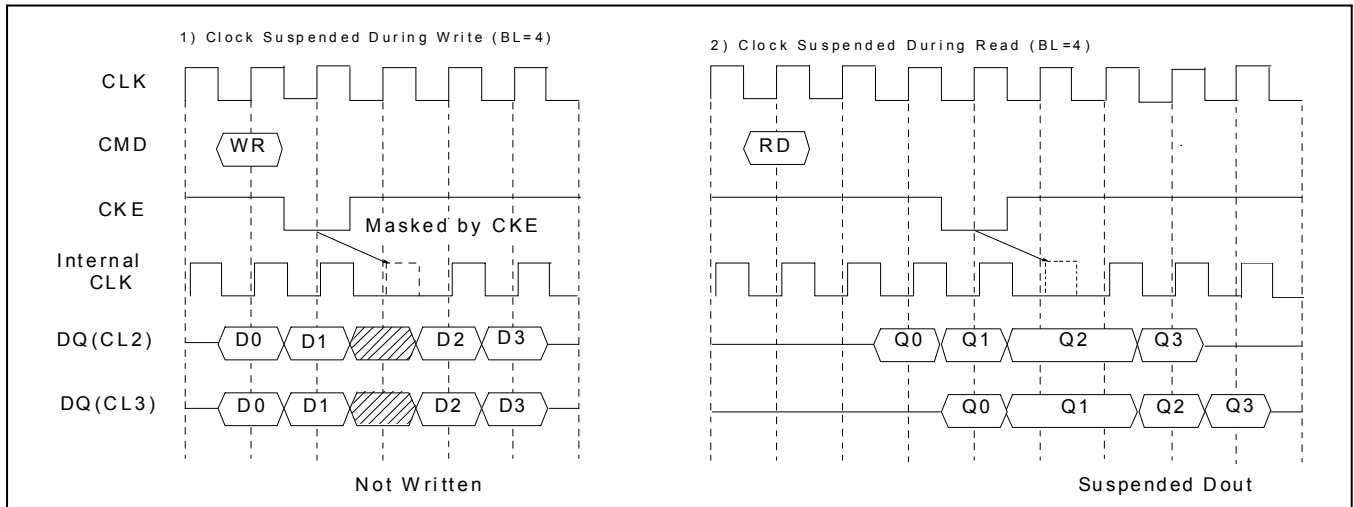 1) Clock Suspended During Write (BL=4)
2) Clock Suspended During Read (BL=4)
CLK
CMD
WR
RD
CKE
Masked by CKE
Internal
CLK
DQ(CL2)
D0 D1 D2 D3
Q0 Q1 Q2 Q3
DQ(CL3)
D0 D1 D2 D3
Q0 Q1 Q2 Q3
Not Written
Suspended Dout